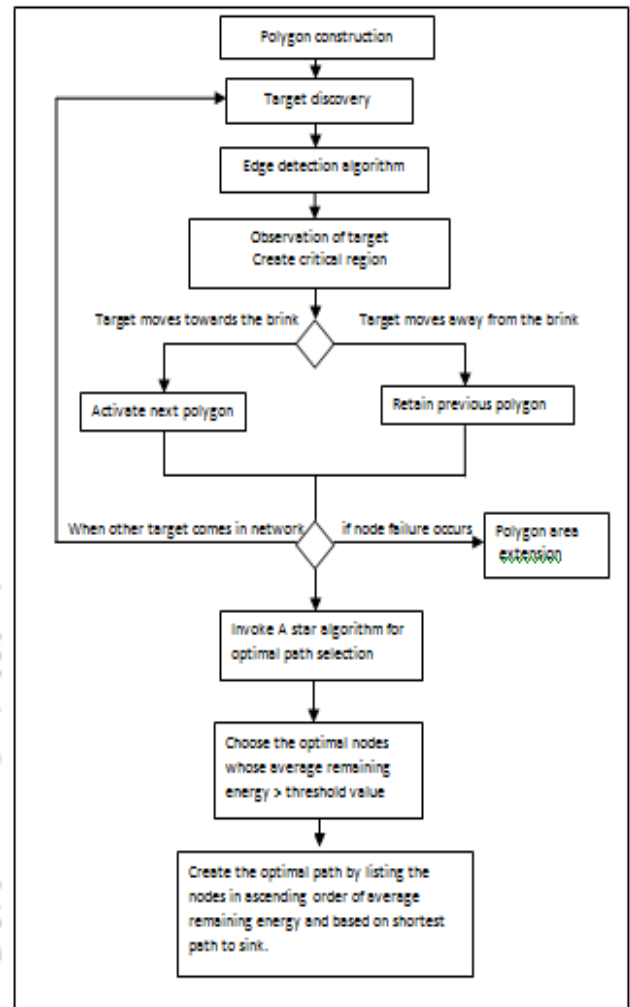 Polygon construction
Target discovery
Edge detection algorithm
Observation of target
Create critical region
Target moves towards the brink
Target moves away from the brink
Activate next polygon
Retain previous polygon
When other target comes in network
if node failure occurs
Polygon area
extension
Invoke A star algorithm for
optimal path selection
Choose the optimal nodes
whose average remaining
energy > threshold value
Create the optimal path by listing the
nodes in ascending order of average
remaining energy and based on shortest
path to sink.